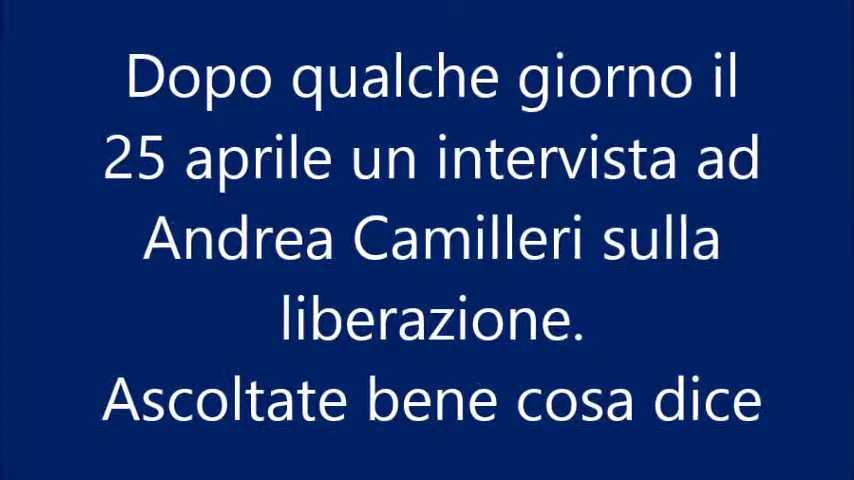 Dopo qualche giorno il
25 aprile un intervista ad
Andrea Camilleri sulla
liberazione.
Ascoltate bene cosa dice